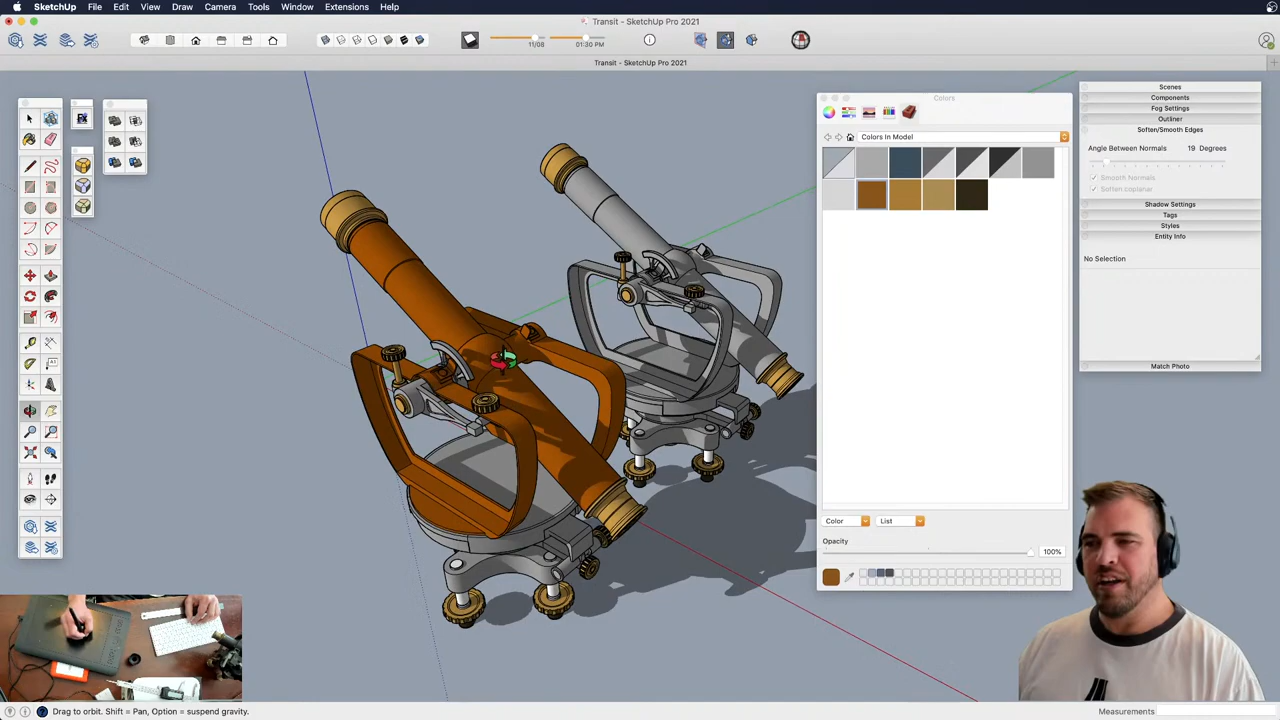 SketchUp File Edit View Draw Camera Tools Window Extensions Help
Transit - SketchUp Pro 2021
11/08 01:30 PM
Transit - SketchUp Pro 2021
Colors
Colors In Model
Color List
Opacity
100%
Scenes
Components
Fog Settings
Outliner
Soften/Smooth Edges
Angle Between Normals 19 Degrees
Smooth Normals
Soften coplanar
Shadow Settings
Tags
Styles
Entity Info
No Selection
Match Photo
Drag to orbit. Shift = Pan, Option = suspend gravity.
Measurements